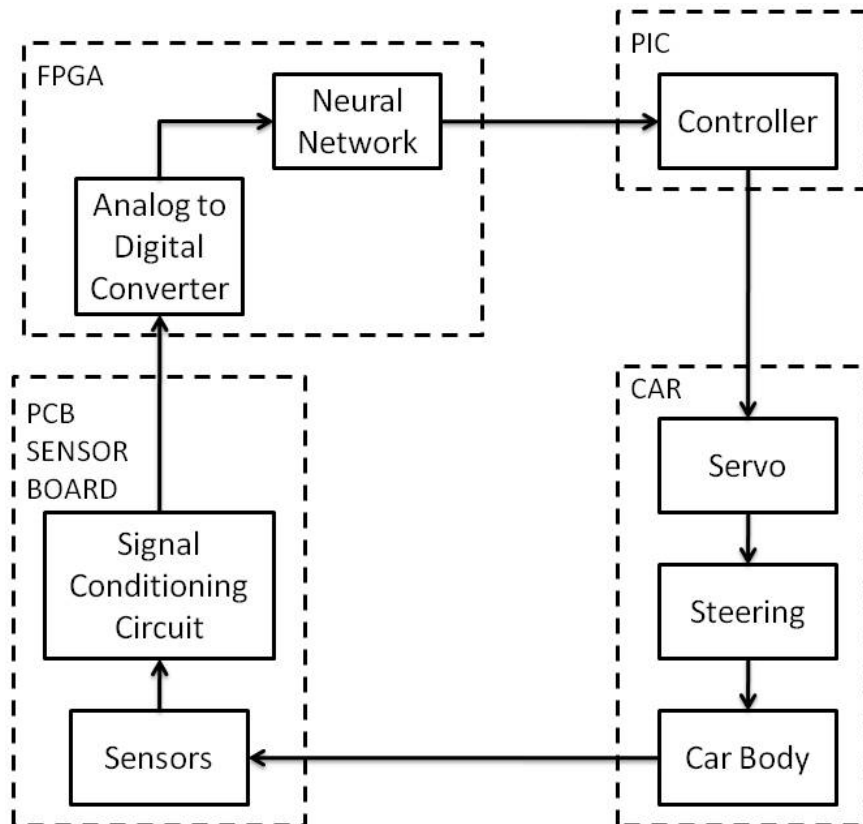 FPGA
Neural
Network
Analog to
Digital
Converter
PIC
Controller
PCB
SENSOR
BOARD
Signal
Conditioning
Circuit
Sensors
CAR
Servo
Steering
Car Body